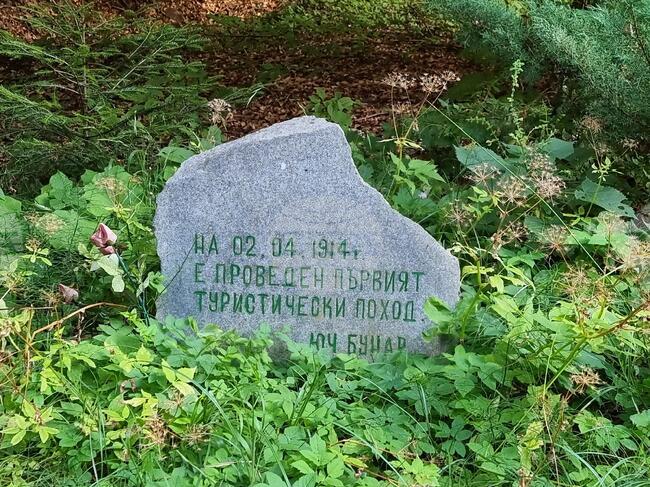 НА 02.04.1914г.
Е ПРОВЕДЕН ПЪРВИЯТ
ТУРИСТИЧЕСКИ ПОХОД
ЮЧ БУНАР